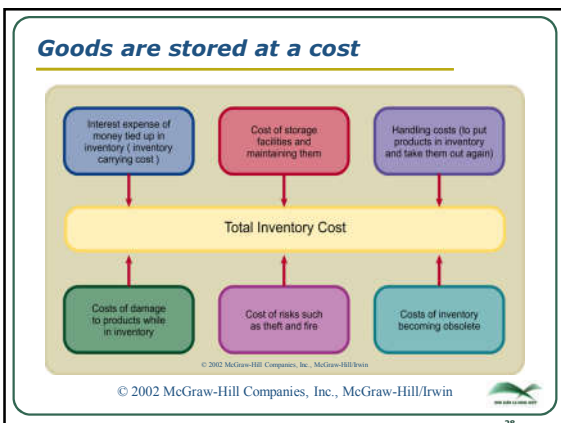 Goods are stored at a cost
Interest expense of
money tied up in
inventory ( inventory
carrying cost )
Cost of storage
facilities and
maintaining them
Handling costs (to put
products in inventory
and take them out again)
Total Inventory Cost
Costs of damage
to products while
in inventory
Cost of risks such
as theft and fire
Costs of inventory
becoming obsolete
© 2002 McGraw-Hill Companies, Inc., McGraw-Hill/Irwin
© 2002 McGraw-Hill Companies, Inc., McGraw-Hill/Irwin